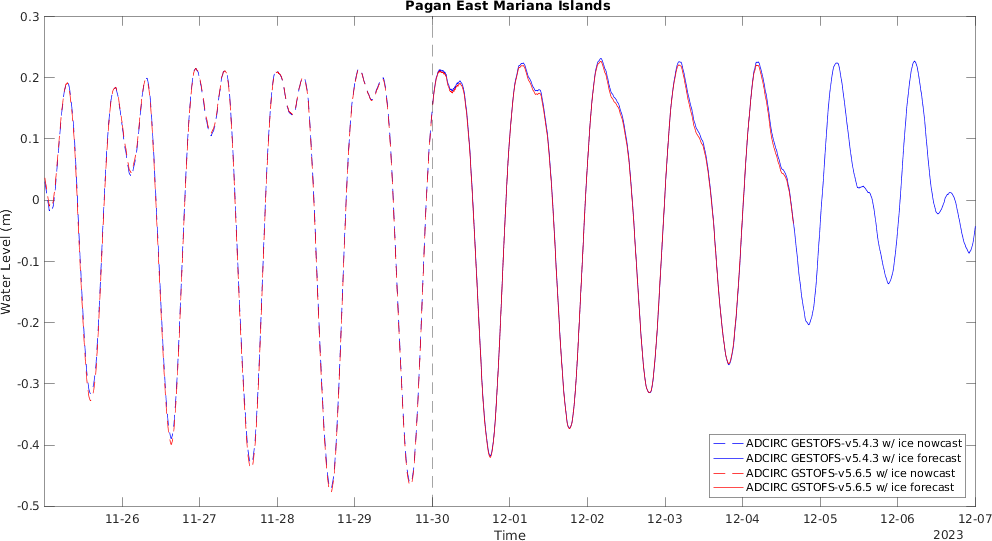 Pagan East Mariana Islands
0.3
0.2
0.1
0
-0.1
-0.2
-0.3
-0.4
-0.5
Water Level (m)
ADCIRC GESTOFS-v5.4.3 w/ ice nowcast
ADCIRC GESTOFS-v5.4.3 w/ ice forecast
ADCIRC GSTOFS-v5.6.5 w/ ice nowcast
ADCIRC GSTOFS-v5.6.5 w/ ice forecast
11-26 11-27 11-28 11-29 11-30 12-01 12-02 12-03 12-04 12-05 12-06 12-07
Time
2023